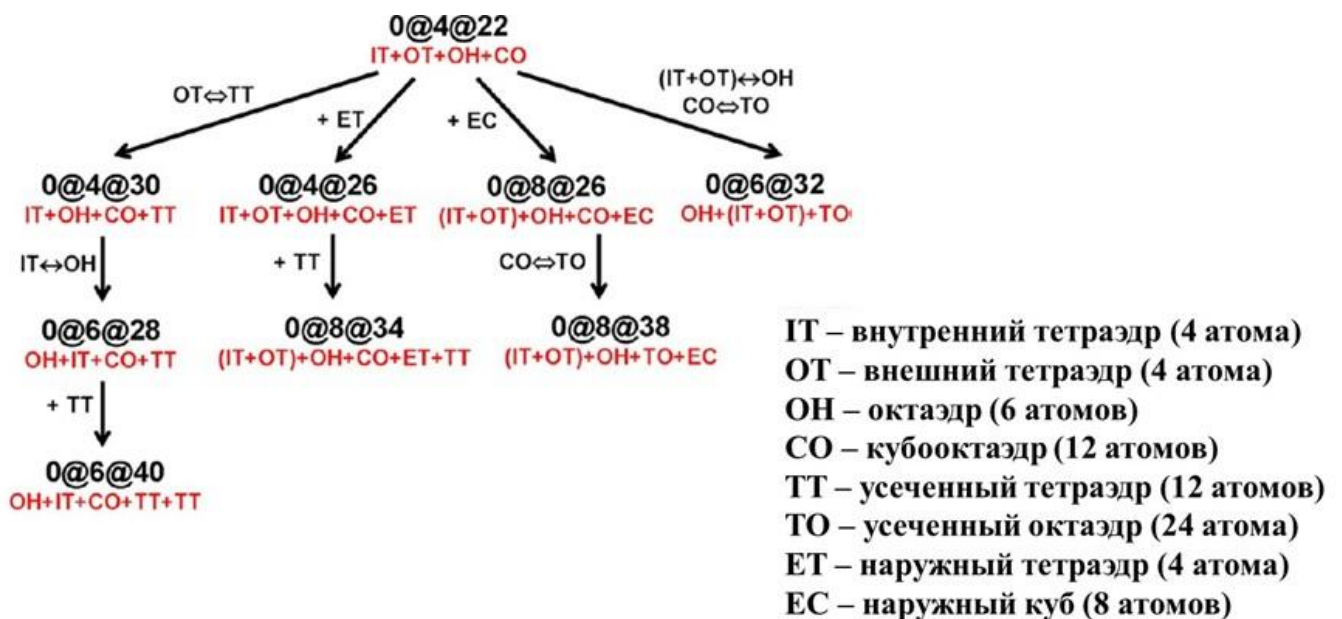 0@4@22
IT+OT+OH+CO
OT⇔TT
+ ET
+ EC
(IT+OT)↔OH
CO⇔TO
0@4@30
IT+OH+CO+TT
0@4@26
IT+OT+OH+CO+ET
0@8@26
(IT+OT)+OH+CO+EC
0@6@32
OH+(IT+OT)+TO
IT↔OH
+ TT
CO⇔TO
0@6@28
OH+IT+CO+TT
0@8@34
(IT+OT)+OH+CO+ET+TT
0@8@38
(IT+OT)+OH+TO+EC
+ TT
0@6@40
OH+IT+CO+TT+TT
IT – внутренний тетраэдр (4 атома)
OT – внешний тетраэдр (4 атома)
OH – октаэдр (6 атомов)
CO – кубооктаэдр (12 атомов)
TT – усеченный тетраэдр (12 атомов)
TO – усеченный октаэдр (24 атома)
ET – наружный тетраэдр (4 атома)
EC – наружный куб (8 атомов)